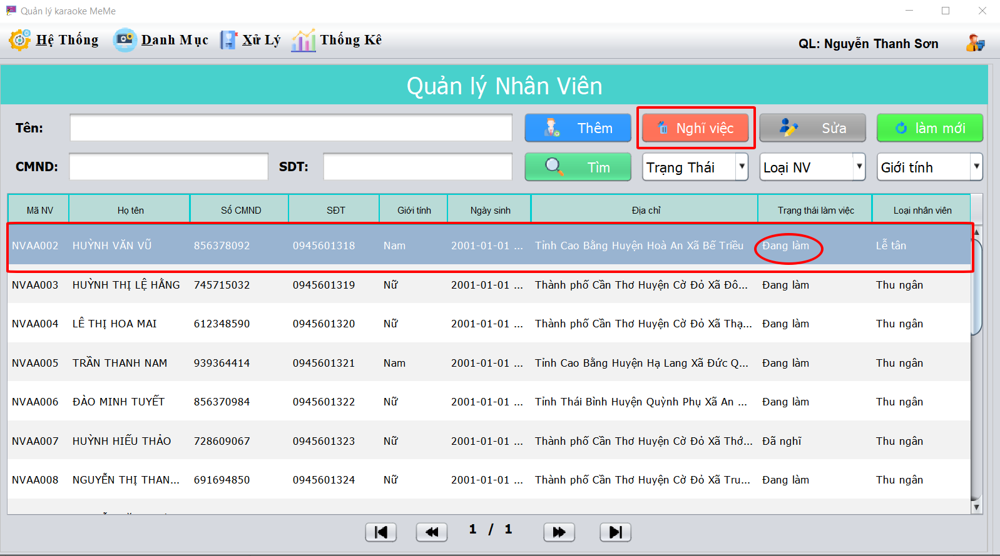 Quản lý karaoke MeMe
Hệ Thống Danh Mục Xử Lý Thống Kê QL: Nguyễn Thanh Sơn
Quản lý Nhân Viên
Tên: Thêm Nghĩ việc Sửa làm mới
CMND: SDT: Tìm Trạng Thái Loại NV Giới tính
Mã NV Họ tên Số CMND SĐT Giới tính Ngày sinh Địa chỉ Trạng thái làm việc Loại nhân viên
NVAA002 HUỲNH VĂN VŨ 856378092 0945601318 Nam 2001-01-01 ... Tỉnh Cao Bằng Huyện Hoà An Xã Bế Triều Đang làm Lễ tân
NVAA003 HUỲNH THỊ LỆ HẰNG 745715032 0945601319 Nữ 2001-01-01 ... Thành phố Cần Thơ Huyện Cờ Đỏ Xã Đô... Đang làm Thu ngân
NVAA004 LÊ THỊ HOA MAI 612348590 0945601320 Nữ 2001-01-01 ... Thành phố Cần Thơ Huyện Cờ Đỏ Xã Thạ... Đang làm Thu ngân
NVAA005 TRẦN THANH NAM 939364414 0945601321 Nam 2001-01-01 ... Tỉnh Cao Bằng Huyện Hạ Lang Xã Đức Q... Đang làm Thu ngân
NVAA006 ĐÀO MINH TUYẾT 856370984 0945601322 Nữ 2001-01-01 ... Tỉnh Thái Bình Huyện Quỳnh Phụ Xã An ... Đang làm Thu ngân
NVAA007 HUỲNH HIẾU THẢO 728609067 0945601323 Nữ 2001-01-01 ... Thành phố Cần Thơ Huyện Cờ Đỏ Xã Thớ... Đã nghĩ Thu ngân
NVAA008 NGUYỄN THỊ THAN... 691694850 0945601324 Nữ 2001-01-01 ... Thành phố Cần Thơ Huyện Cờ Đỏ Xã Tru... Đang làm Thu ngân
1 / 1